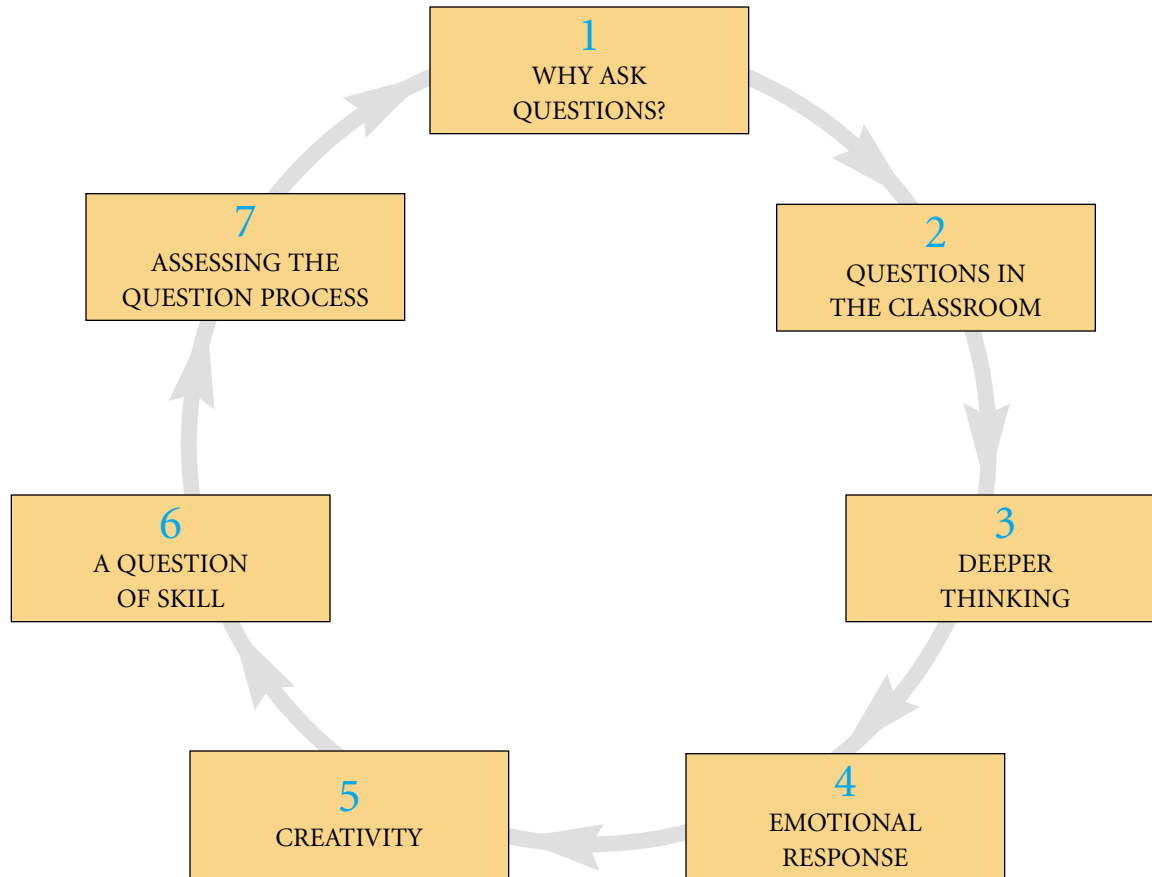 1
WHY ASK
QUESTIONS?
2
QUESTIONS IN
THE CLASSROOM
3
DEEPER
THINKING
4
EMOTIONAL
RESPONSE
5
CREATIVITY
6
A QUESTION
OF SKILL
7
ASSESSING THE
QUESTION PROCESS